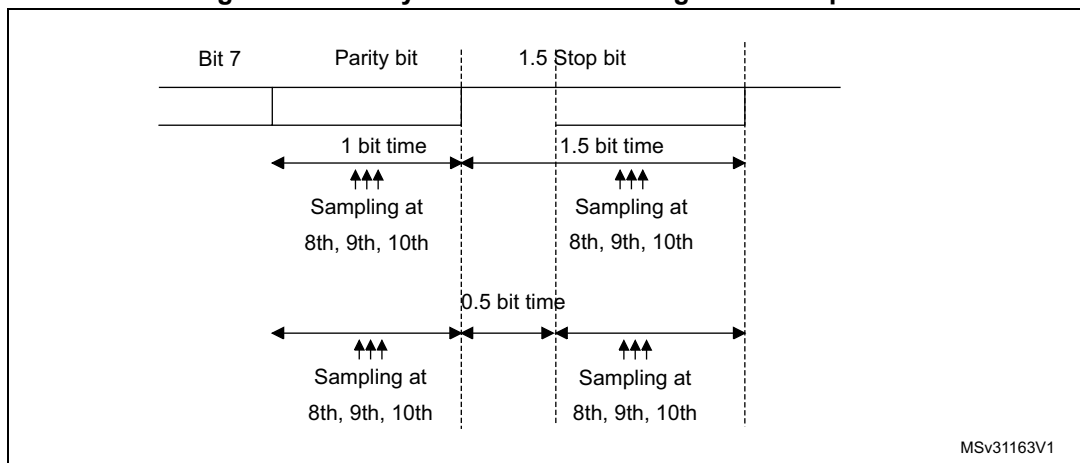 Bit 7 Parity bit 1.5 Stop bit
1 bit time 1.5 bit time
Sampling at Sampling at
8th, 9th, 10th 8th, 9th, 10th
0.5 bit time
Sampling at Sampling at
8th, 9th, 10th 8th, 9th, 10th
MSv31163V1